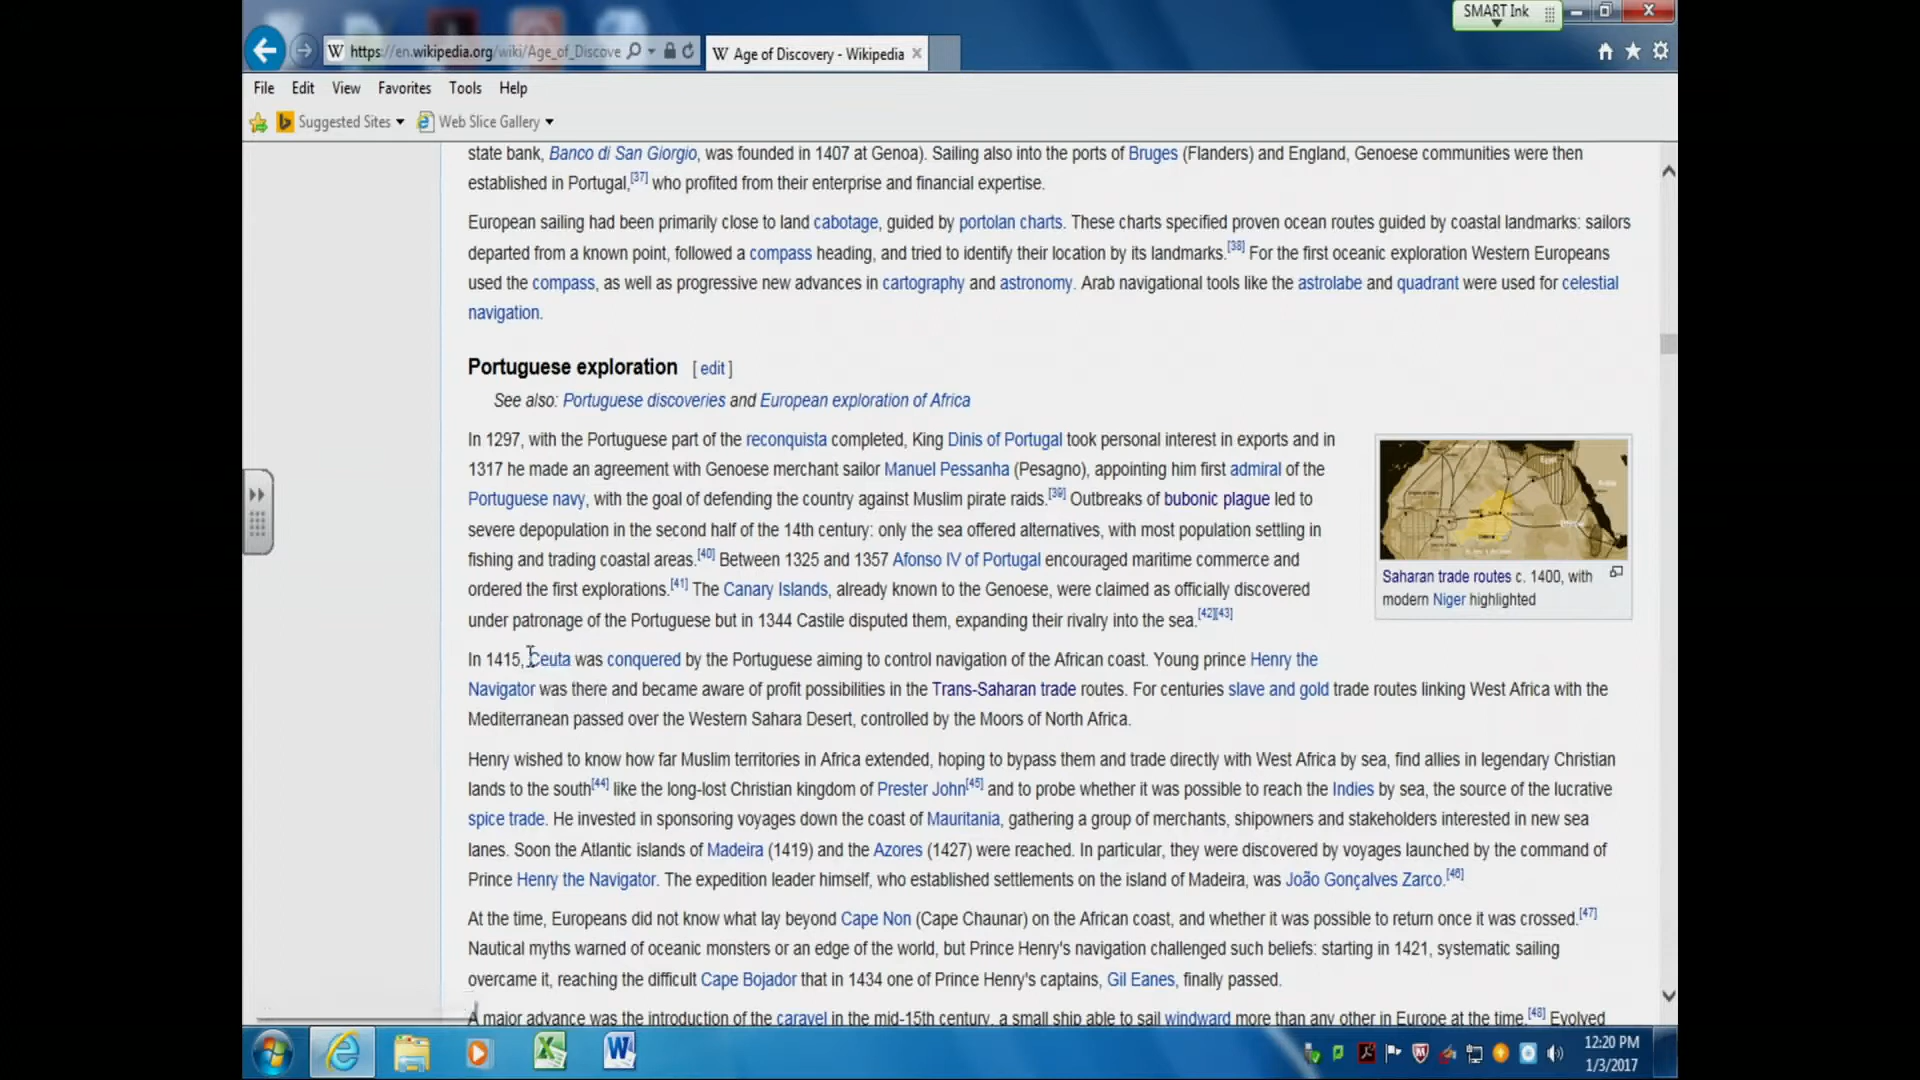 SMART Ink
https://en.wikipedia.org/wiki/Age_of_Discove
W Age of Discovery - Wikipedia
File Edit View Favorites Tools Help
Suggested Sites Web Slice Gallery
state bank, Banco di San Giorgio, was founded in 1407 at Genoa). Sailing also into the ports of Bruges (Flanders) and England, Genoese communities were then
established in Portugal,[37] who profited from their enterprise and financial expertise.
European sailing had been primarily close to land cabotage, guided by portolan charts. These charts specified proven ocean routes guided by coastal landmarks: sailors
departed from a known point, followed a compass heading, and tried to identify their location by its landmarks.[38] For the first oceanic exploration Western Europeans
used the compass, as well as progressive new advances in cartography and astronomy. Arab navigational tools like the astrolabe and quadrant were used for celestial
navigation.
Portuguese exploration [ edit ]
See also: Portuguese discoveries and European exploration of Africa
In 1297, with the Portuguese part of the reconquista completed, King Dinis of Portugal took personal interest in exports and in
1317 he made an agreement with Genoese merchant sailor Manuel Pessanha (Pesagno), appointing him first admiral of the
Portuguese navy, with the goal of defending the country against Muslim pirate raids.[39] Outbreaks of bubonic plague led to
severe depopulation in the second half of the 14th century: only the sea offered alternatives, with most population settling in
fishing and trading coastal areas.[40] Between 1325 and 1357 Afonso IV of Portugal encouraged maritime commerce and
ordered the first explorations.[41] The Canary Islands, already known to the Genoese, were claimed as officially discovered
under patronage of the Portuguese but in 1344 Castile disputed them, expanding their rivalry into the sea.[42][43]
Saharan trade routes c. 1400, with
modern Niger highlighted
In 1415, Ceuta was conquered by the Portuguese aiming to control navigation of the African coast. Young prince Henry the
Navigator was there and became aware of profit possibilities in the Trans-Saharan trade routes. For centuries slave and gold trade routes linking West Africa with the
Mediterranean passed over the Western Sahara Desert, controlled by the Moors of North Africa.
Henry wished to know how far Muslim territories in Africa extended, hoping to bypass them and trade directly with West Africa by sea, find allies in legendary Christian
lands to the south[44] like the long-lost Christian kingdom of Prester John[45] and to probe whether it was possible to reach the Indies by sea, the source of the lucrative
spice trade. He invested in sponsoring voyages down the coast of Mauritania, gathering a group of merchants, shipowners and stakeholders interested in new sea
lanes. Soon the Atlantic islands of Madeira (1419) and the Azores (1427) were reached. In particular, they were discovered by voyages launched by the command of
Prince Henry the Navigator. The expedition leader himself, who established settlements on the island of Madeira, was João Gonçalves Zarco.[46]
At the time, Europeans did not know what lay beyond Cape Non (Cape Chaunar) on the African coast, and whether it was possible to return once it was crossed.[47]
Nautical myths warned of oceanic monsters or an edge of the world, but Prince Henry's navigation challenged such beliefs: starting in 1421, systematic sailing
overcame it, reaching the difficult Cape Bojador that in 1434 one of Prince Henry's captains, Gil Eanes, finally passed.
A major advance was the introduction of the caravel in the mid-15th century, a small ship able to sail windward more than any other in Europe at the time.[48] Evolved
12:20 PM
1/3/2017